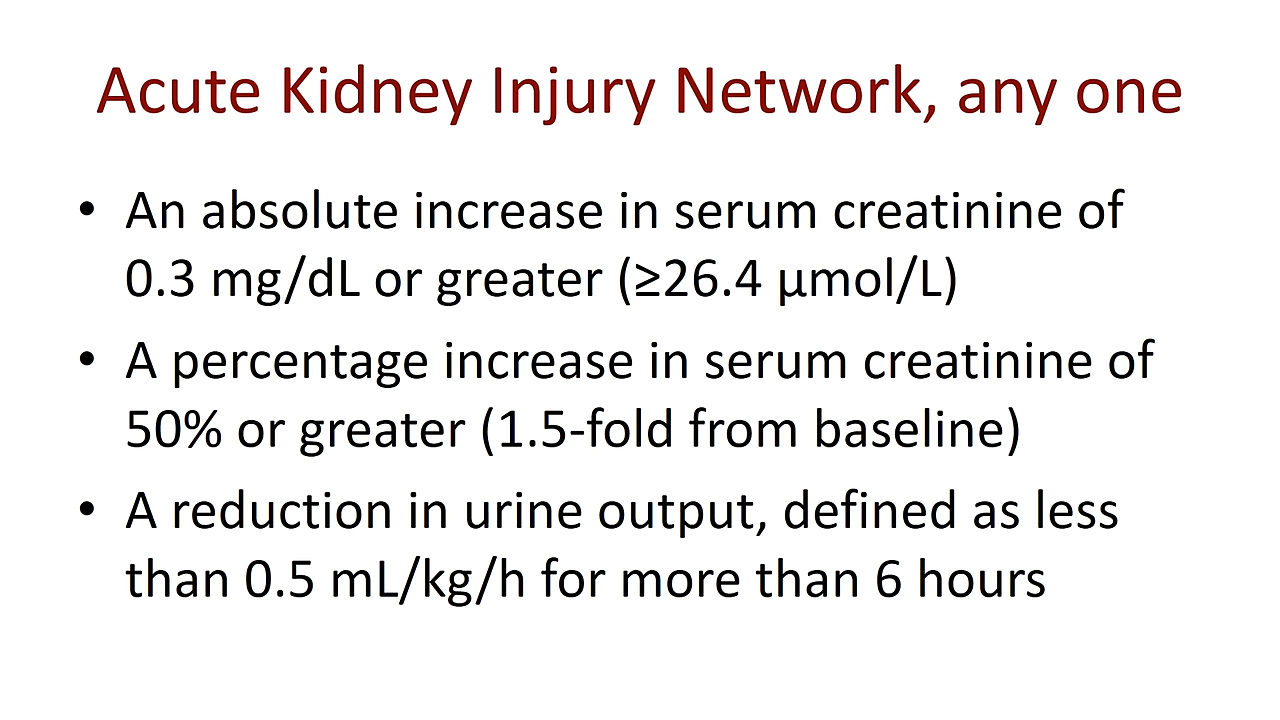 Acute Kidney Injury Network, any one
• An absolute increase in serum creatinine of
0.3 mg/dL or greater (≥26.4 μmol/L)
• A percentage increase in serum creatinine of
50% or greater (1.5-fold from baseline)
• A reduction in urine output, defined as less
than 0.5 mL/kg/h for more than 6 hours